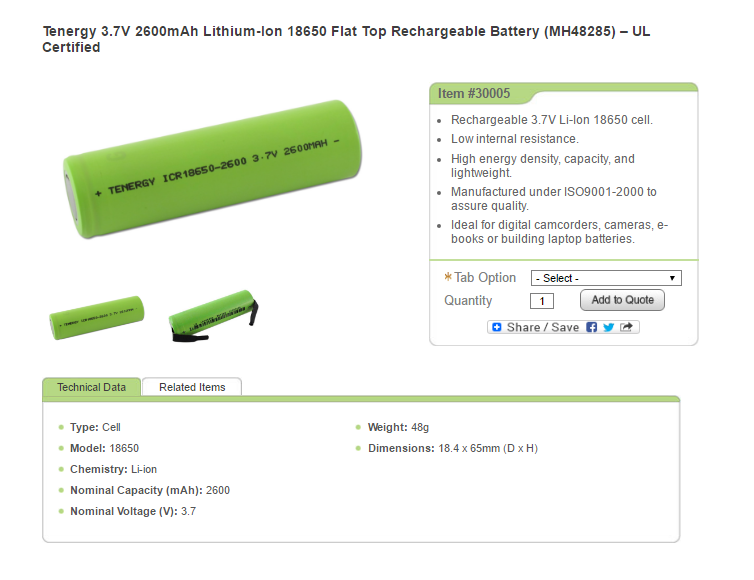 Tenergy 3.7V 2600mAh Lithium-Ion 18650 Flat Top Rechargeable Battery (MH48285) – UL
Certified
+ TENERGY ICR18650-2600 3.7V 2600MAH -
Item #30005
Rechargeable 3.7V Li-Ion 18650 cell.
Low internal resistance.
High energy density, capacity, and
lightweight.
Manufactured under ISO9001-2000 to
assure quality.
Ideal for digital camcorders, cameras, e-
books or building laptop batteries.
* Tab Option - Select -
Quantity 1 Add to Quote
Share / Save
Technical Data Related Items
Type: Cell
Model: 18650
Chemistry: Li-ion
Nominal Capacity (mAh): 2600
Nominal Voltage (V): 3.7
Weight: 48g
Dimensions: 18.4 x 65mm (D x H)